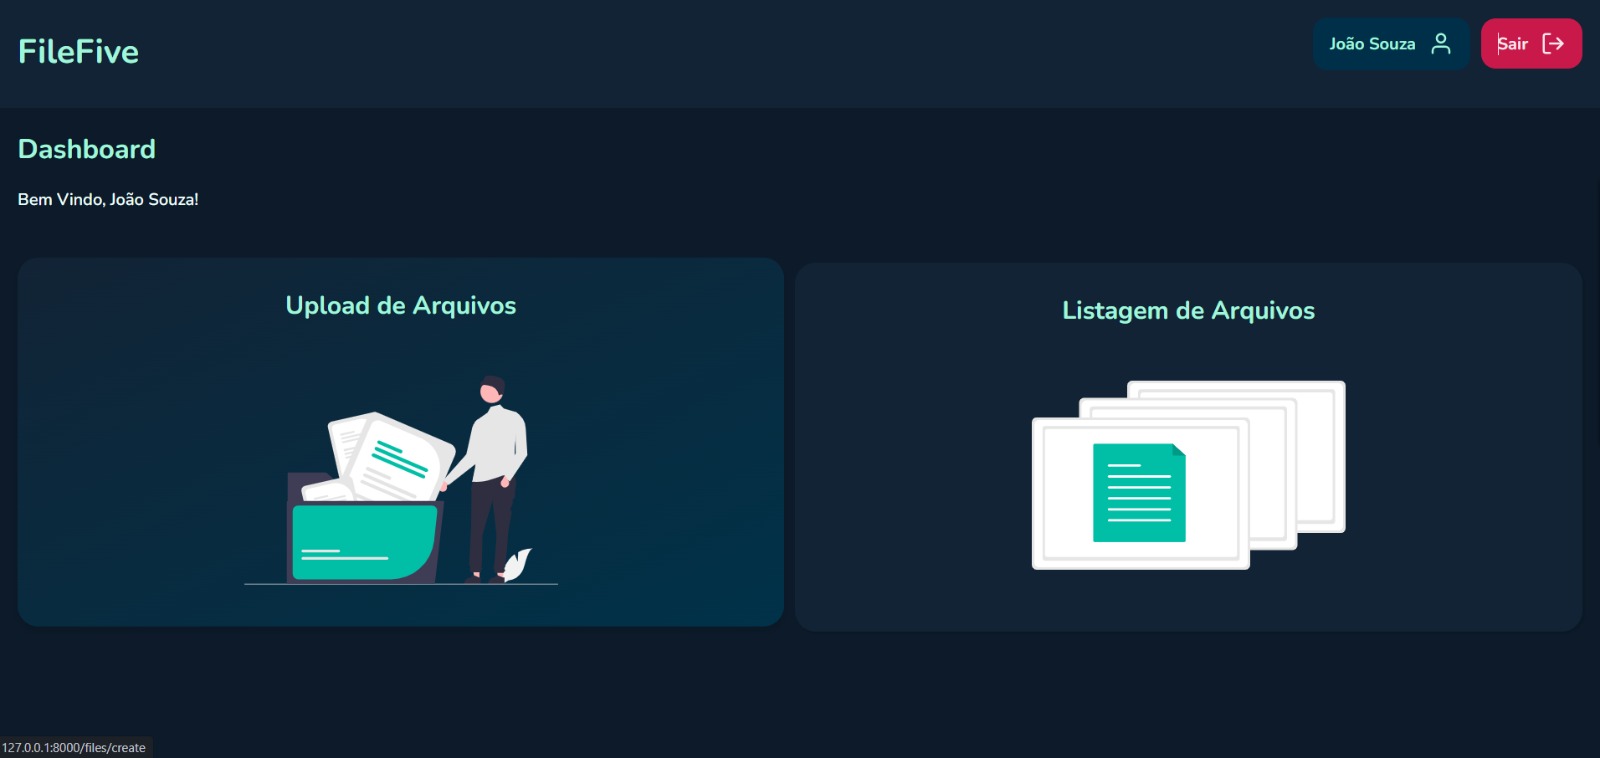 FileFive
João Souza
Sair
Dashboard
Bem Vindo, João Souza!
Upload de Arquivos
Listagem de Arquivos
127.0.0.1:8000/files/create